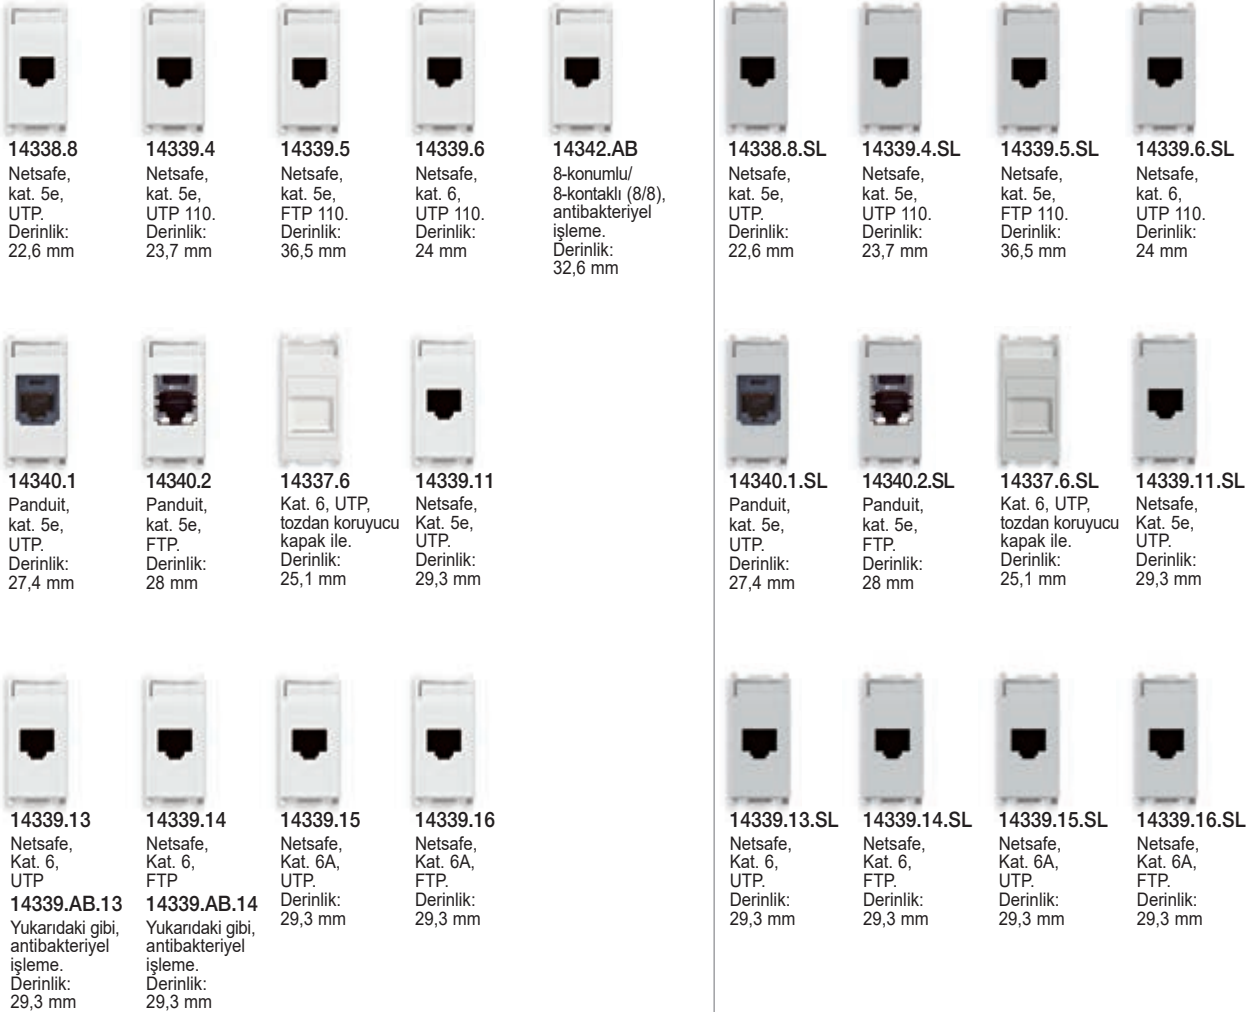 14338.8
Netsafe,
kat. 5e,
UTP.
Derinlik:
22,6 mm
14339.4
Netsafe,
kat. 5e,
UTP 110.
Derinlik:
23,7 mm
14339.5
Netsafe,
kat. 5e,
FTP 110.
Derinlik:
36,5 mm
14339.6
Netsafe,
kat. 6,
UTP 110.
Derinlik:
24 mm
14342.AB
8-konumlu/
8-kontaklı (8/8),
antibakteriyel
işleme.
Derinlik:
32,6 mm
14338.8.SL
Netsafe,
kat. 5e,
UTP.
Derinlik:
22,6 mm
14339.4.SL
Netsafe,
kat. 5e,
UTP 110.
Derinlik:
23,7 mm
14339.5.SL
Netsafe,
kat. 5e,
FTP 110.
Derinlik:
36,5 mm
14339.6.SL
Netsafe,
kat. 6,
UTP 110.
Derinlik:
24 mm
14340.1
Panduit,
kat. 5e,
UTP.
Derinlik:
27,4 mm
14340.2
Panduit,
kat. 5e,
FTP.
Derinlik:
28 mm
14337.6
Kat. 6, UTP,
tozdan koruyucu
kapak ile.
Derinlik:
25,1 mm
14339.11
Netsafe,
Kat. 5e,
UTP.
Derinlik:
29,3 mm
14340.1.SL
Panduit,
kat. 5e,
UTP.
Derinlik:
27,4 mm
14340.2.SL
Panduit,
kat. 5e,
FTP.
Derinlik:
28 mm
14337.6.SL
Kat. 6, UTP,
tozdan koruyucu
kapak ile.
Derinlik:
25,1 mm
14339.11.SL
Netsafe,
Kat. 5e,
UTP.
Derinlik:
29,3 mm
14339.13
Netsafe,
Kat. 6,
UTP
14339.AB.13
Yukarıdaki gibi,
antibakteriyel
işleme.
Derinlik:
29,3 mm
14339.14
Netsafe,
Kat. 6,
FTP
14339.AB.14
Yukarıdaki gibi,
antibakteriyel
işleme.
Derinlik:
29,3 mm
14339.15
Netsafe,
Kat. 6A,
UTP.
Derinlik:
29,3 mm
14339.16
Netsafe,
Kat. 6A,
FTP.
Derinlik:
29,3 mm
14339.13.SL
Netsafe,
Kat. 6,
UTP.
Derinlik:
29,3 mm
14339.14.SL
Netsafe,
Kat. 6,
FTP.
Derinlik:
29,3 mm
14339.15.SL
Netsafe,
Kat. 6A,
UTP.
Derinlik:
29,3 mm
14339.16.SL
Netsafe,
Kat. 6A,
FTP.
Derinlik:
29,3 mm